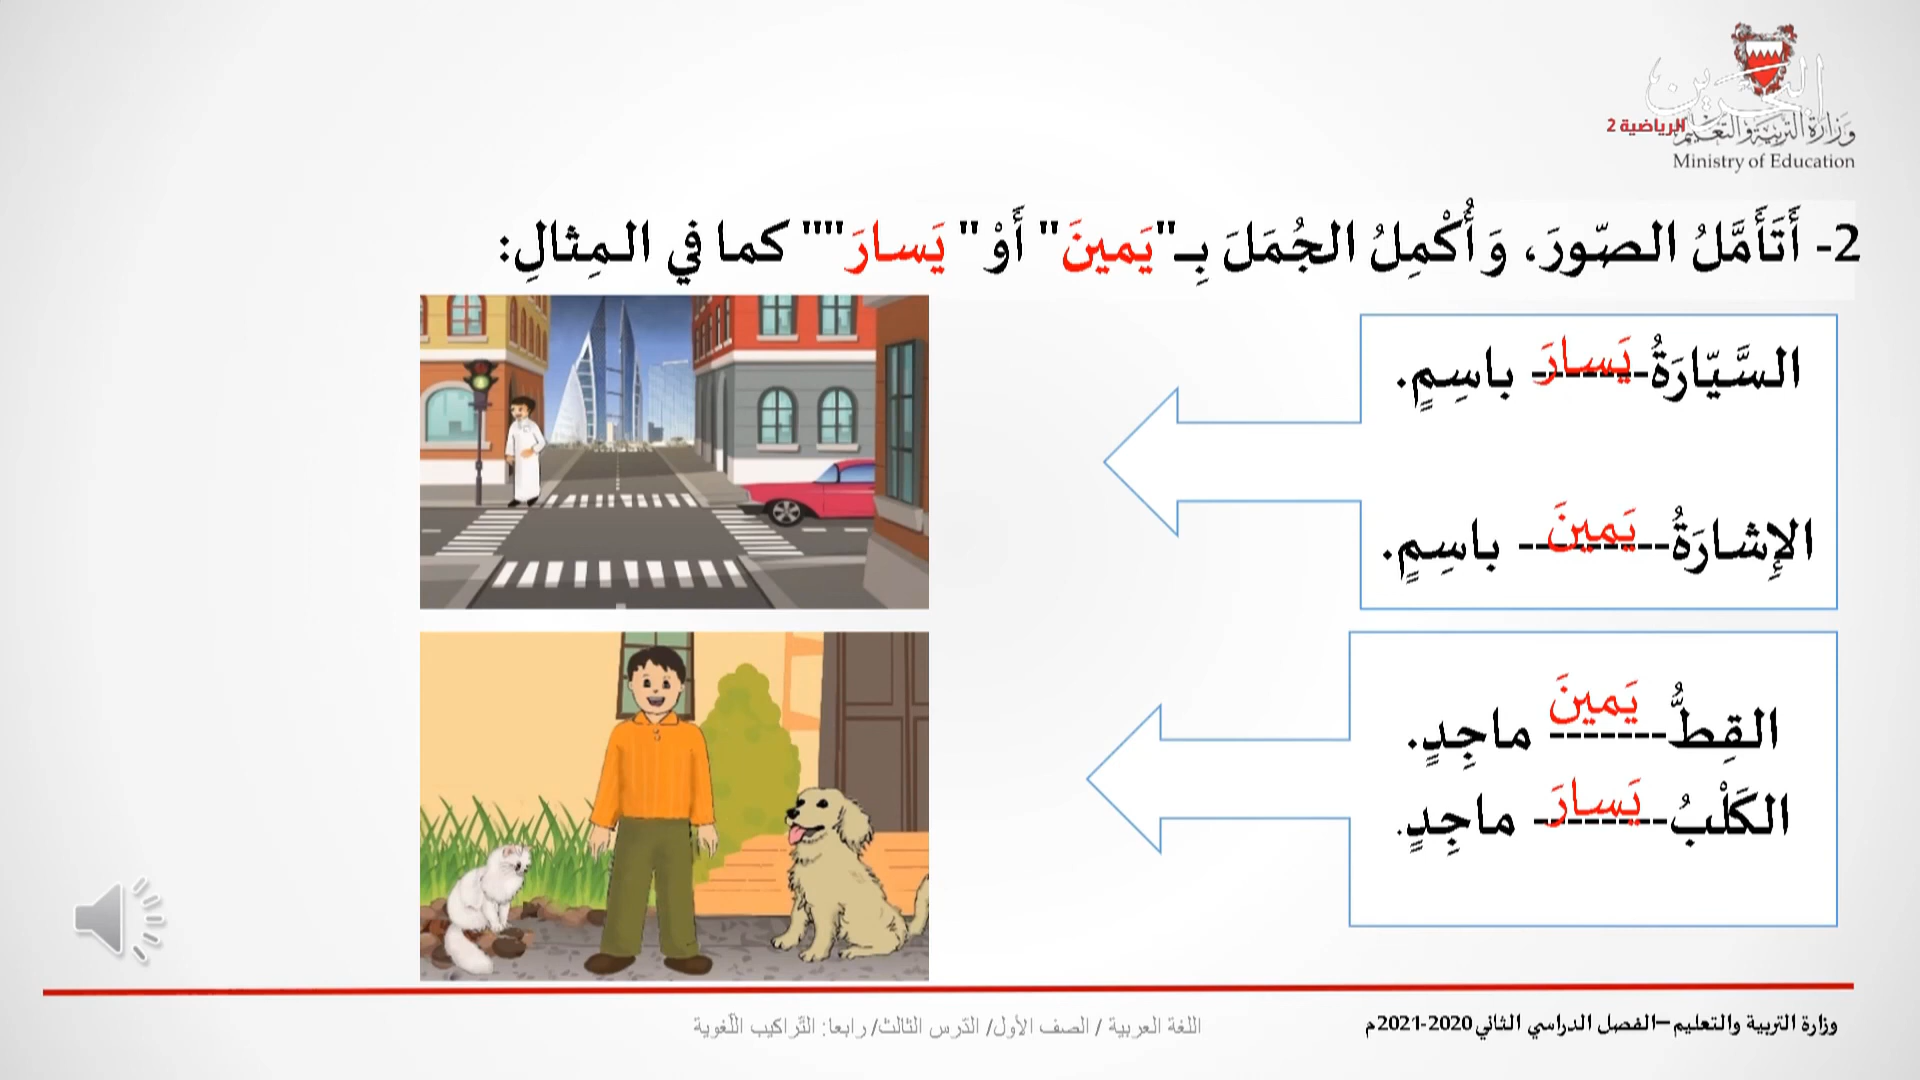 البحرين
الرياضية 2
وزارة التربية والتعليم
Ministry of Education
2- أَتَأَمَّلُ الصّورَ، وَأُكْمِلُ الجُمَلَ بِـ"يَمينَ" أَوْ" يَسارَ"" كما في المِثالِ:
السَّيّارَةُ-------يَسارَ باسِمٍ.
الإِشارَةُ---------يَمينَ باسِمٍ.
القِطُّ-------يَمينَ ماجِدٍ.
الكَلْبُ--------يَسارَ ماجِدٍ.
وزارة التربية والتعليم –الفصل الدراسي الثاني 2020-2021م
اللغة العربية / الصف الأول/ الدّرس الثالث/ رابعا: التّراكيب اللّغوية